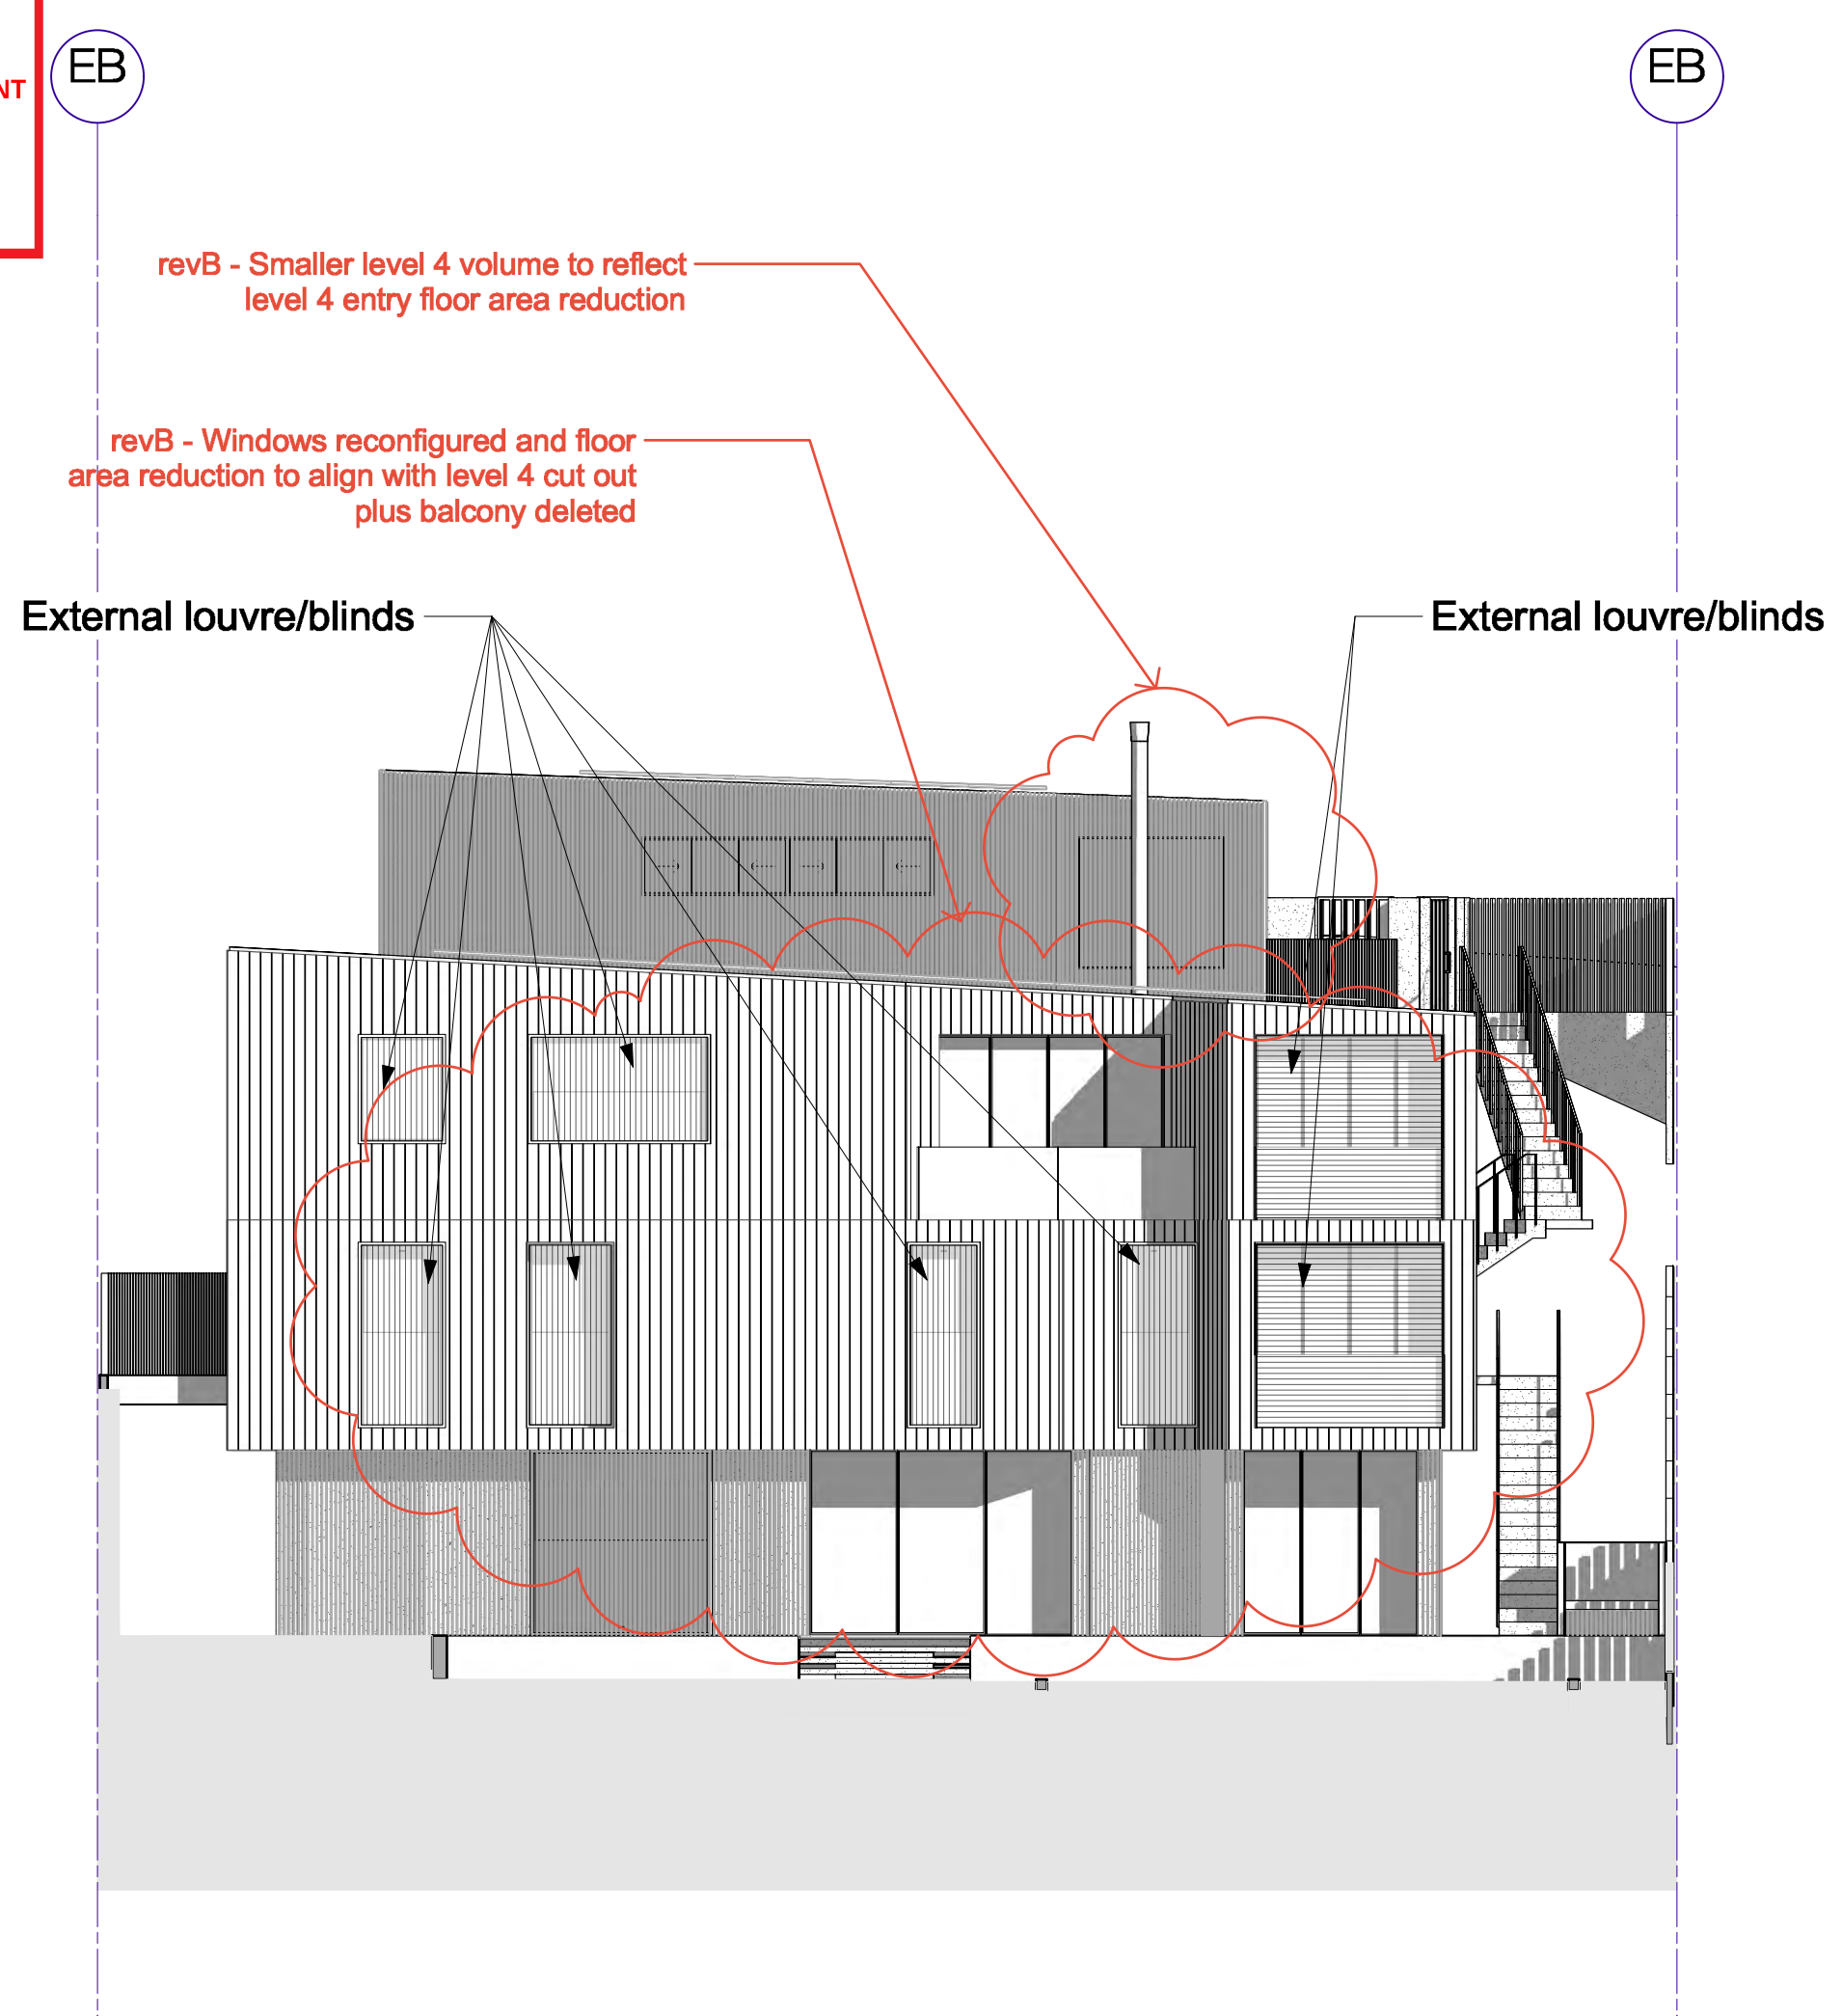 EB
EB
NT
revB - Smaller level 4 volume to reflect
level 4 entry floor area reduction
revB - Windows reconfigured and floor
area reduction to align with level 4 cut out
plus balcony deleted
External louvre/blinds
External louvre/blinds